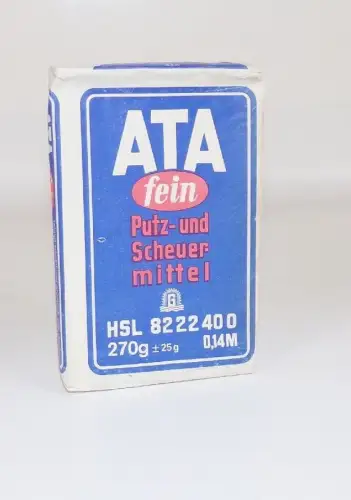 ATA
fein
Putz- und
Scheuer-
mittel
G
HSL 8222400
270g ± 25g 0,14M